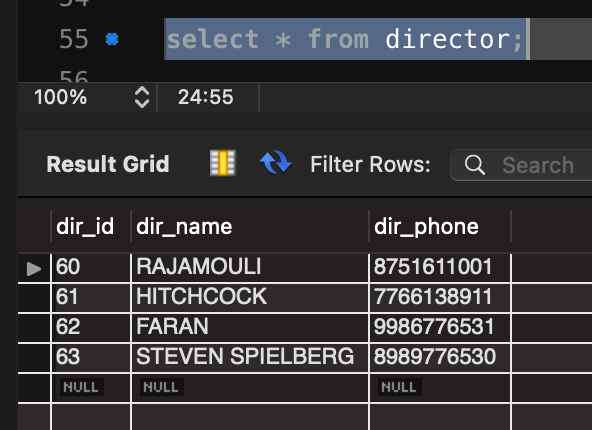 54
55 select * from director;
56
100% 24:55
Result Grid Filter Rows: Search
dir_id dir_name dir_phone
60 RAJAMOULI 8751611001
61 HITCHCOCK 7766138911
62 FARAN 9986776531
63 STEVEN SPIELBERG 8989776530
NULL NULL NULL